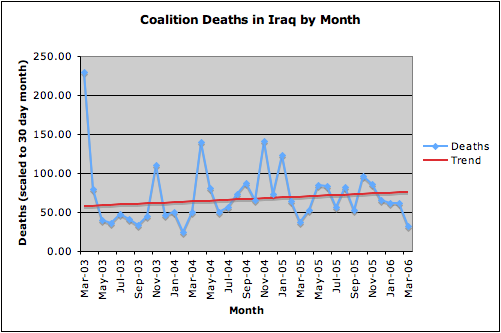 Coalition Deaths in Iraq by Month
Deaths (scaled to 30 day month)
250.00
200.00
150.00
100.00
50.00
0.00
Mar-03
May-03
Jul-03
Sep-03
Nov-03
Jan-04
Mar-04
May-04
Jul-04
Sep-04
Nov-04
Jan-05
Mar-05
May-05
Jul-05
Sep-05
Nov-05
Jan-06
Mar-06
Month
Deaths
Trend